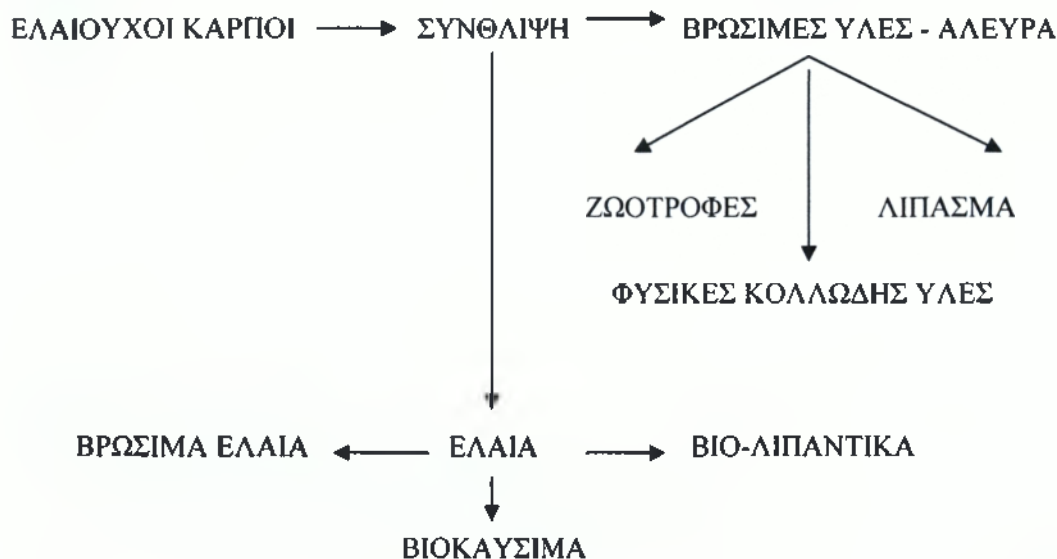 ΕΛΑΙΟΥΧΟΙ ΚΑΡΠΟΙ ΣΥΝΘΛΙΨΗ ΒΡΩΣΙΜΕΣ ΥΛΕΣ - ΑΛΕΥΡΑ
ΖΩΟΤΡΟΦΕΣ ΛΙΠΑΣΜΑ
ΦΥΣΙΚΕΣ ΚΟΛΛΩΔΗΣ ΥΛΕΣ
ΒΡΩΣΙΜΑ ΕΛΑΙΑ ΕΛΑΙΑ ΒΙΟ-ΛΙΠΑΝΤΙΚΑ
ΒΙΟΚΑΥΣΙΜΑ